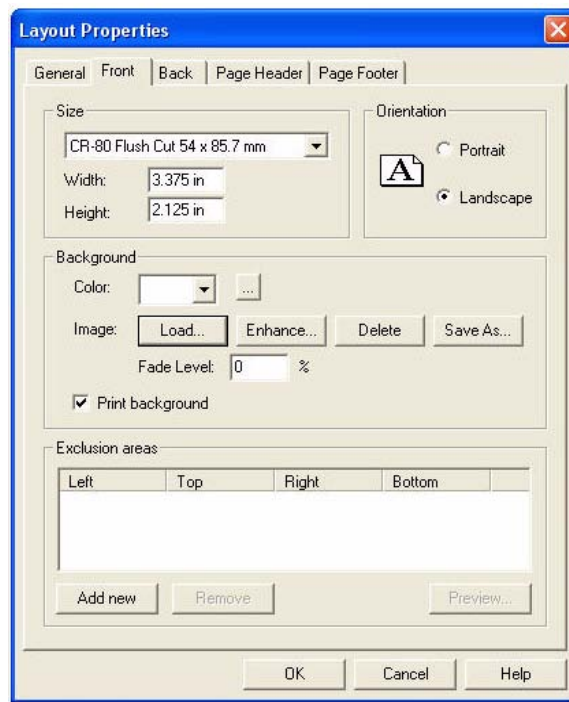 Layout Properties
General Front Back Page Header Page Footer
Size
CR-80 Flush Cut 54 x 85.7 mm
Width: 3.375 in
Height: 2.125 in
Orientation
A
Portrait
Landscape
Background
Color: ...
Image: Load... Enhance... Delete Save As...
Fade Level: 0 %
Print background
Exclusion areas
Left Top Right Bottom
Add new Remove Preview...
OK Cancel Help